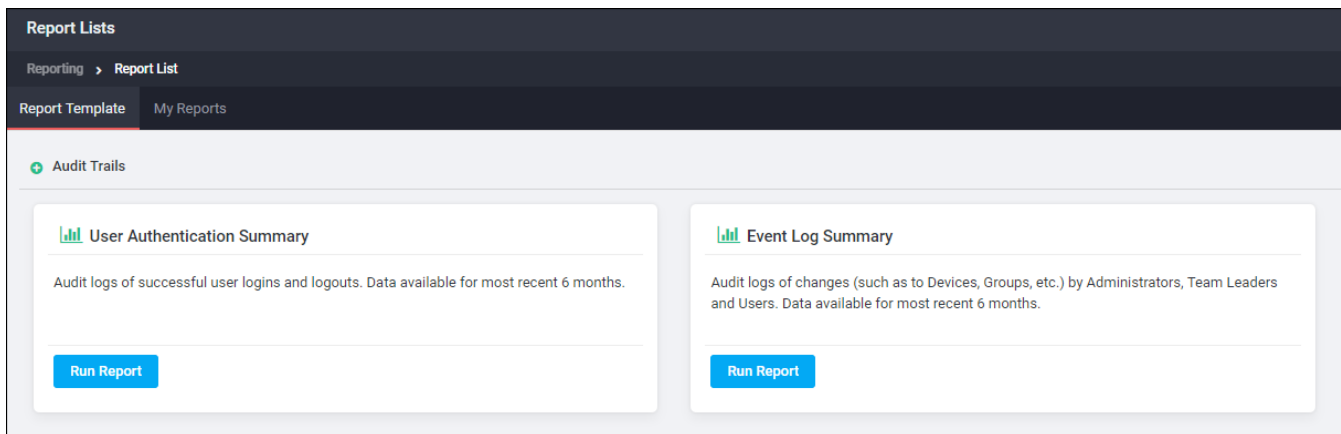 Report Lists
Reporting > Report List
Report Template My Reports
Audit Trails
User Authentication Summary
Audit logs of successful user logins and logouts. Data available for most recent 6 months.
Run Report
Event Log Summary
Audit logs of changes (such as to Devices, Groups, etc.) by Administrators, Team Leaders
and Users. Data available for most recent 6 months.
Run Report